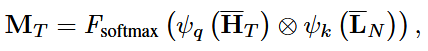 M_T = F_softmax (ψ_q (H̅_T) ⊗ ψ_k (L̅_N)) ,